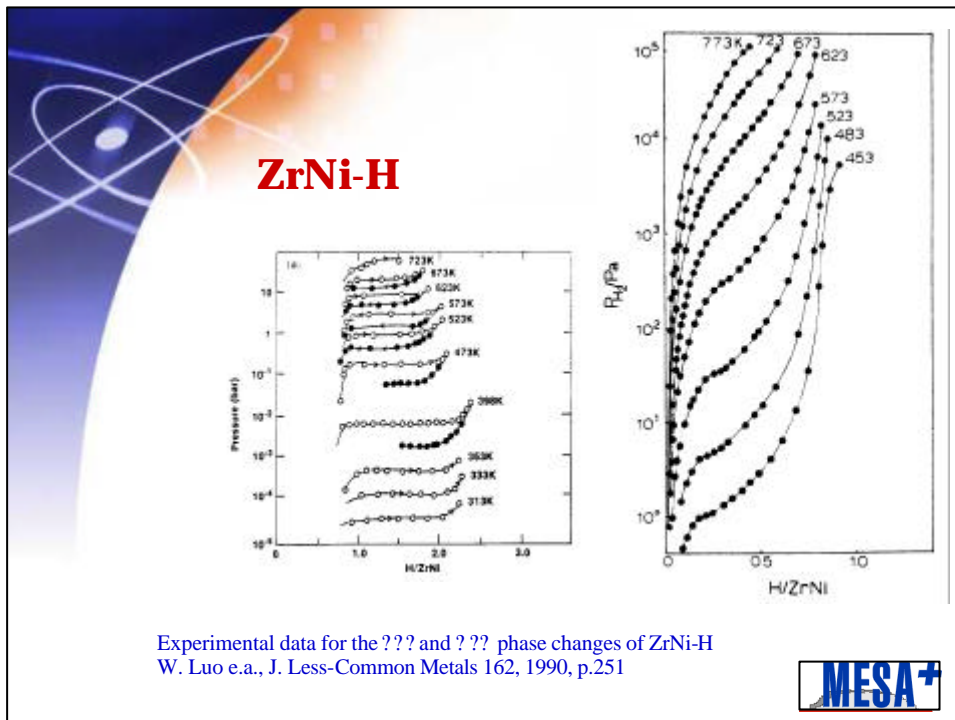 ZrNi-H
(a)
723K
673K
623K
573K
523K
473K
398K
353K
333K
313K
10
1
10⁻¹
10⁻²
10⁻³
10⁻⁴
10⁻⁵
Pressure (bar)
0 1.0 2.0 3.0
H/ZrNi
773K 723 673
623
573
523
483
453
10⁵
10⁴
10³
10²
10¹
10⁰
P_H₂/Pa
0 0.5 1.0
H/ZrNi
Experimental data for the ??? and ? ?? phase changes of ZrNi-H
W. Luo e.a., J. Less-Common Metals 162, 1990, p.251
MESA+